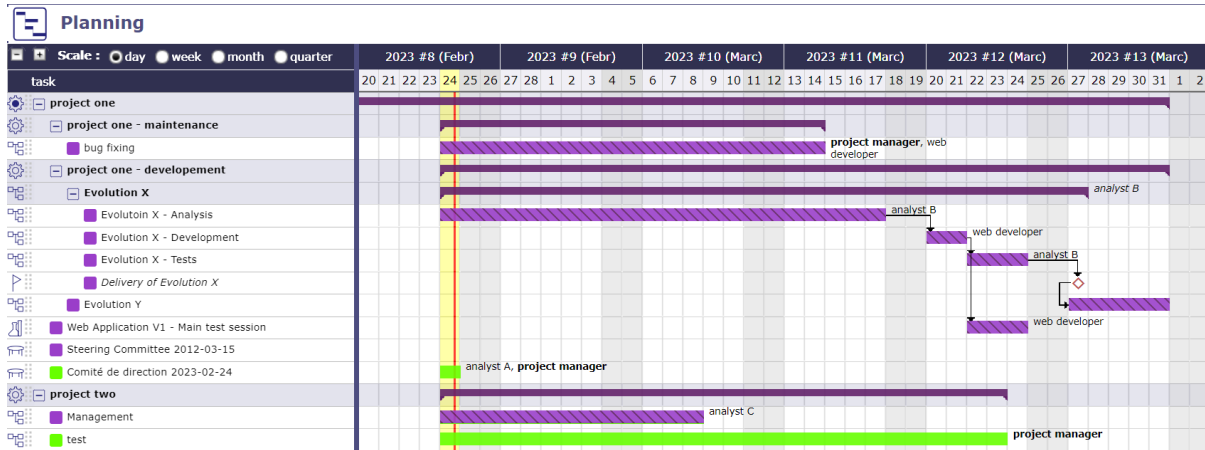 Planning
Scale : day week month quarter
2023 #8 (Febr) 2023 #9 (Febr) 2023 #10 (Marc) 2023 #11 (Marc) 2023 #12 (Marc) 2023 #13 (Marc)
task
20 21 22 23 24 25 26 27 28 1 2 3 4 5 6 7 8 9 10 11 12 13 14 15 16 17 18 19 20 21 22 23 24 25 26 27 28 29 30 31 1 2
project one
project one - maintenance
bug fixing
project manager, web
developer
project one - developement
Evolution X
analyst B
Evolutoin X - Analysis
analyst B
Evolution X - Development
web developer
Evolution X - Tests
analyst B
Delivery of Evolution X
Evolution Y
Web Application V1 - Main test session
web developer
Steering Committee 2012-03-15
Comité de direction 2023-02-24
analyst A, project manager
project two
Management
analyst C
test
project manager